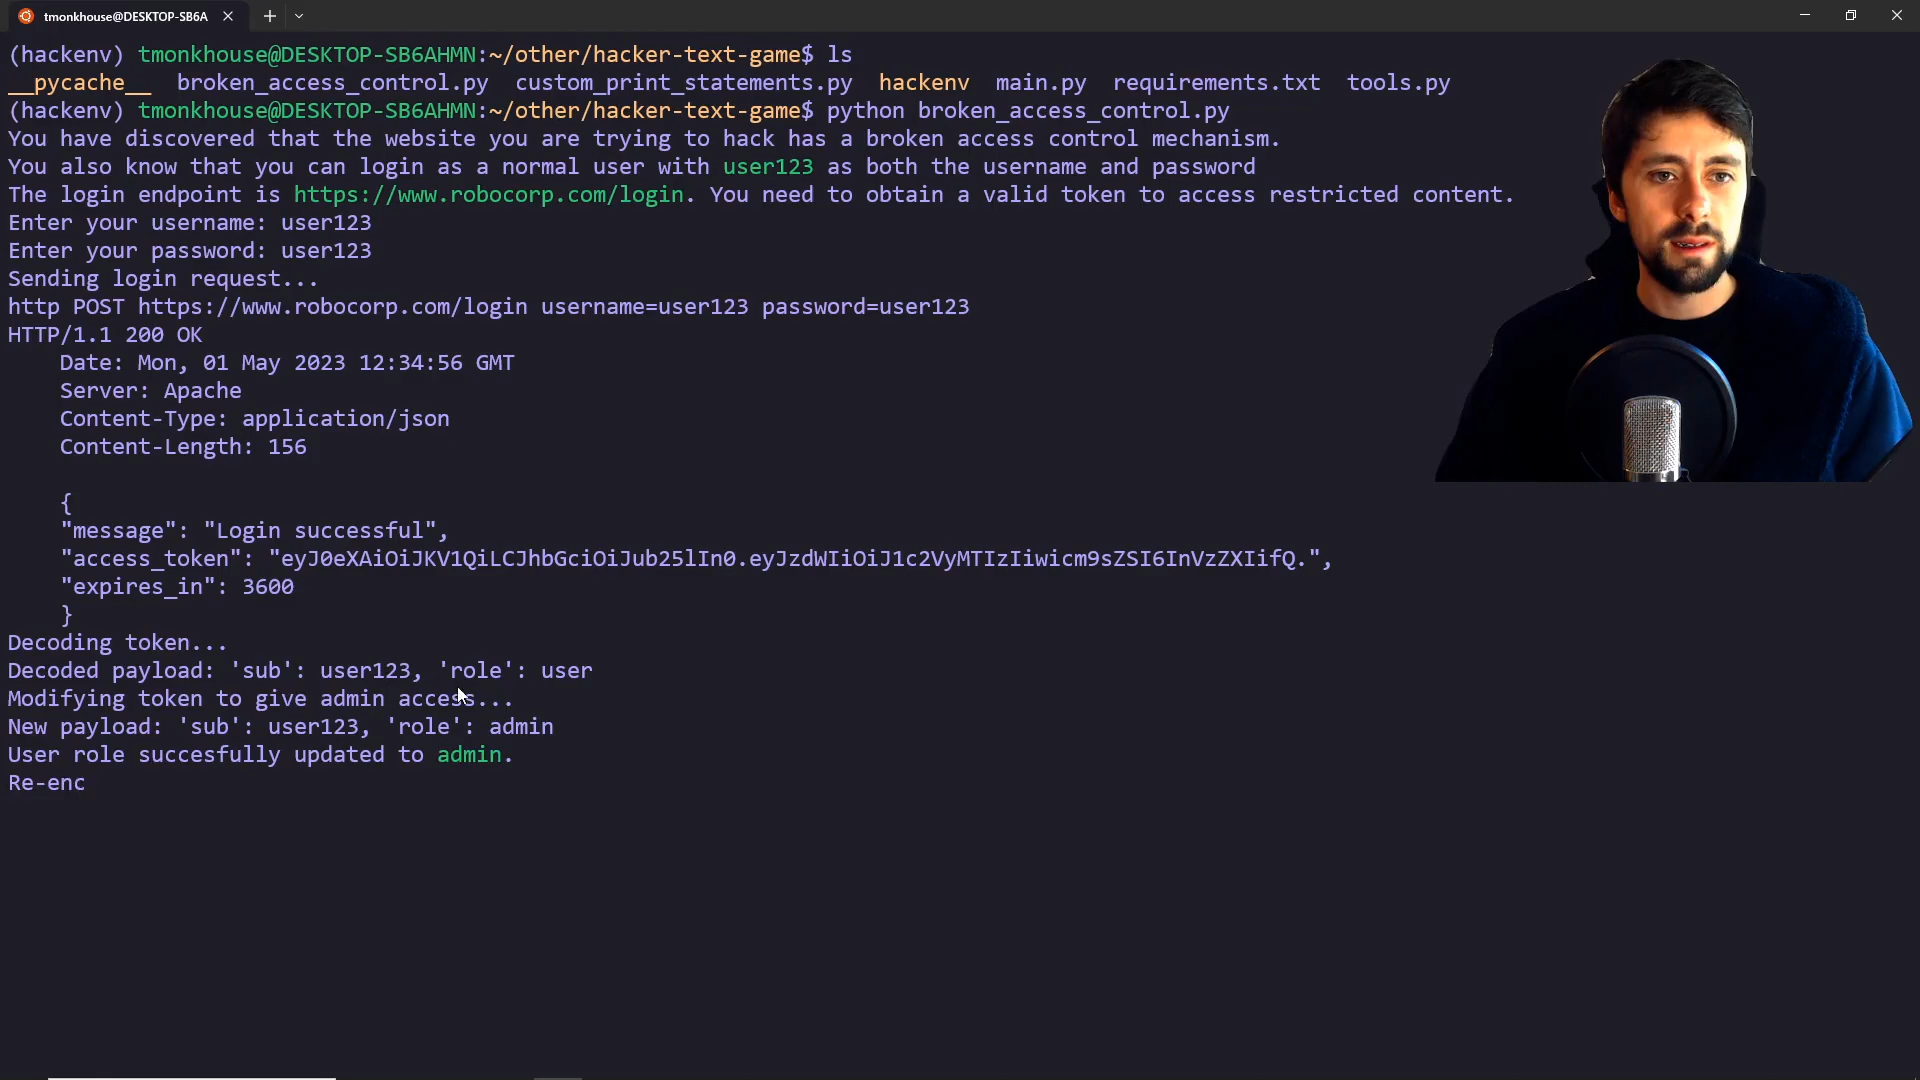 tmonkhouse@DESKTOP-SB6A
(hackenv) tmonkhouse@DESKTOP-SB6AHMN:~/other/hacker-text-game$ ls
__pycache__  broken_access_control.py  custom_print_statements.py  hackenv  main.py  requirements.txt  tools.py
(hackenv) tmonkhouse@DESKTOP-SB6AHMN:~/other/hacker-text-game$ python broken_access_control.py
You have discovered that the website you are trying to hack has a broken access control mechanism.
You also know that you can login as a normal user with user123 as both the username and password
The login endpoint is https://www.robocorp.com/login. You need to obtain a valid token to access restricted content.
Enter your username: user123
Enter your password: user123
Sending login request...
http POST https://www.robocorp.com/login username=user123 password=user123
HTTP/1.1 200 OK
    Date: Mon, 01 May 2023 12:34:56 GMT
    Server: Apache
    Content-Type: application/json
    Content-Length: 156
    {
    "message": "Login successful",
    "access_token": "eyJ0eXAiOiJKV1QiLCJhbGciOiJub25lIn0.eyJzdWIiOiJ1c2VyMTIzIiwicm9sZSI6InVzZXIifQ.",
    "expires_in": 3600
    }
Decoding token...
Decoded payload: 'sub': user123, 'role': user
Modifying token to give admin access...
New payload: 'sub': user123, 'role': admin
User role succesfully updated to admin.
Re-enc